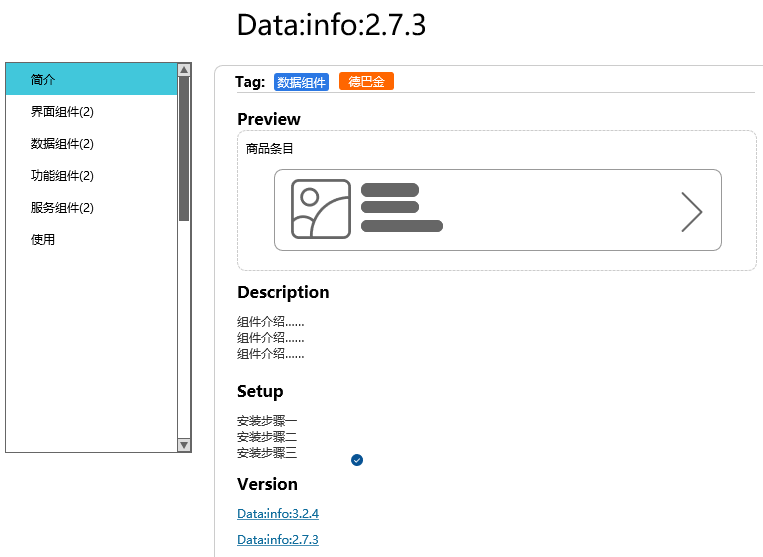 Data:info:2.7.3
简介
界面组件(2)
数据组件(2)
功能组件(2)
服务组件(2)
使用
Tag: 数据组件 德巴金
Preview
商品条目
Description
组件介绍......
组件介绍......
组件介绍......
Setup
安装步骤一
安装步骤二
安装步骤三
Version
Data:info:3.2.4
Data:info:2.7.3